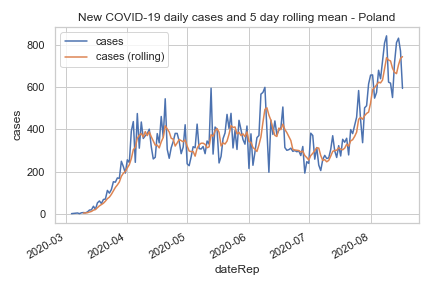 New COVID-19 daily cases and 5 day rolling mean - Poland
cases
cases (rolling)
800
600
400
200
0
cases
2020-03
2020-04
2020-05
2020-06
2020-07
2020-08
dateRep